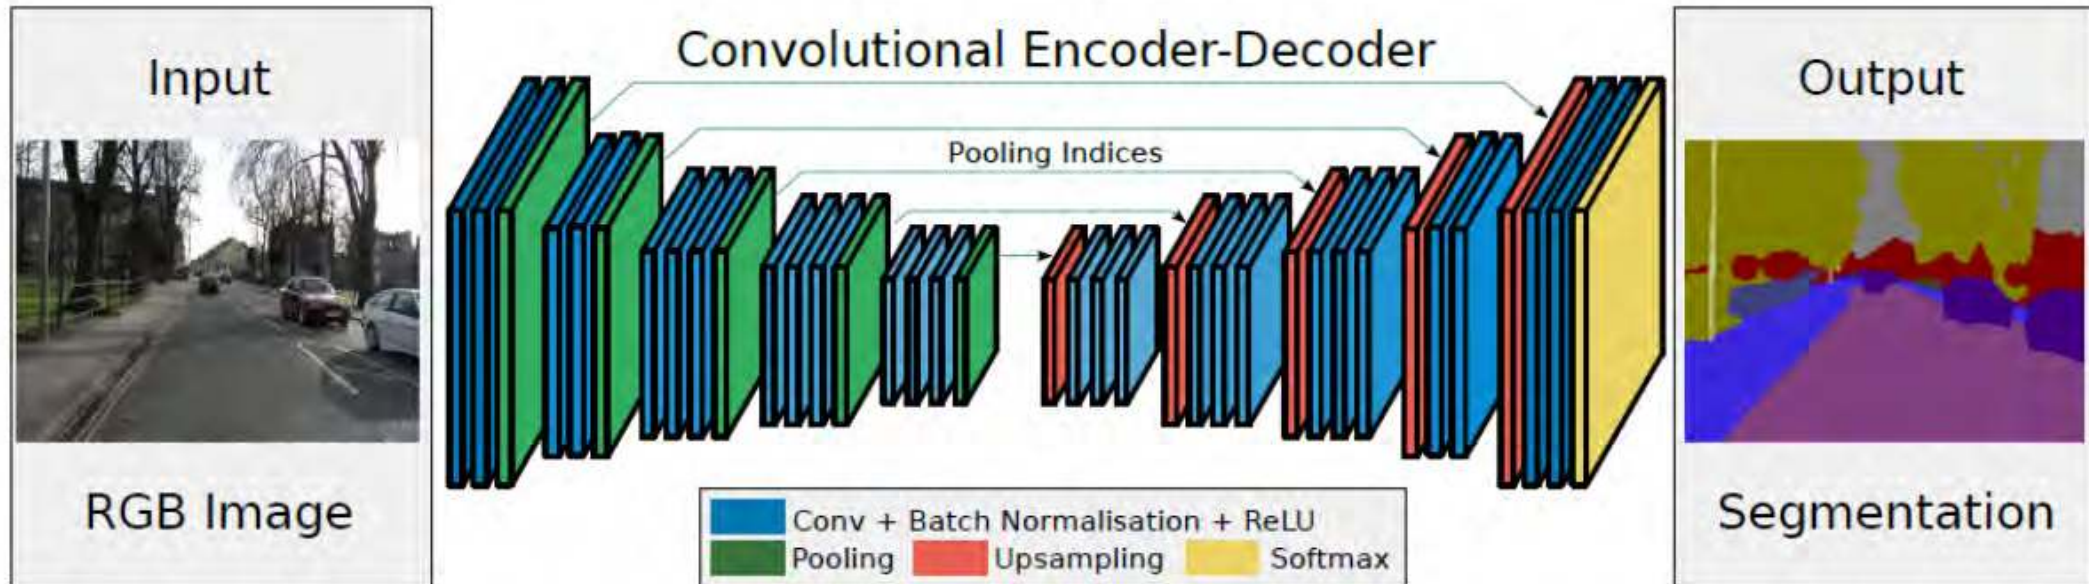 Input
RGB Image
Convolutional Encoder-Decoder
Pooling Indices
Conv + Batch Normalisation + ReLU
Pooling Upsampling Softmax
Output
Segmentation